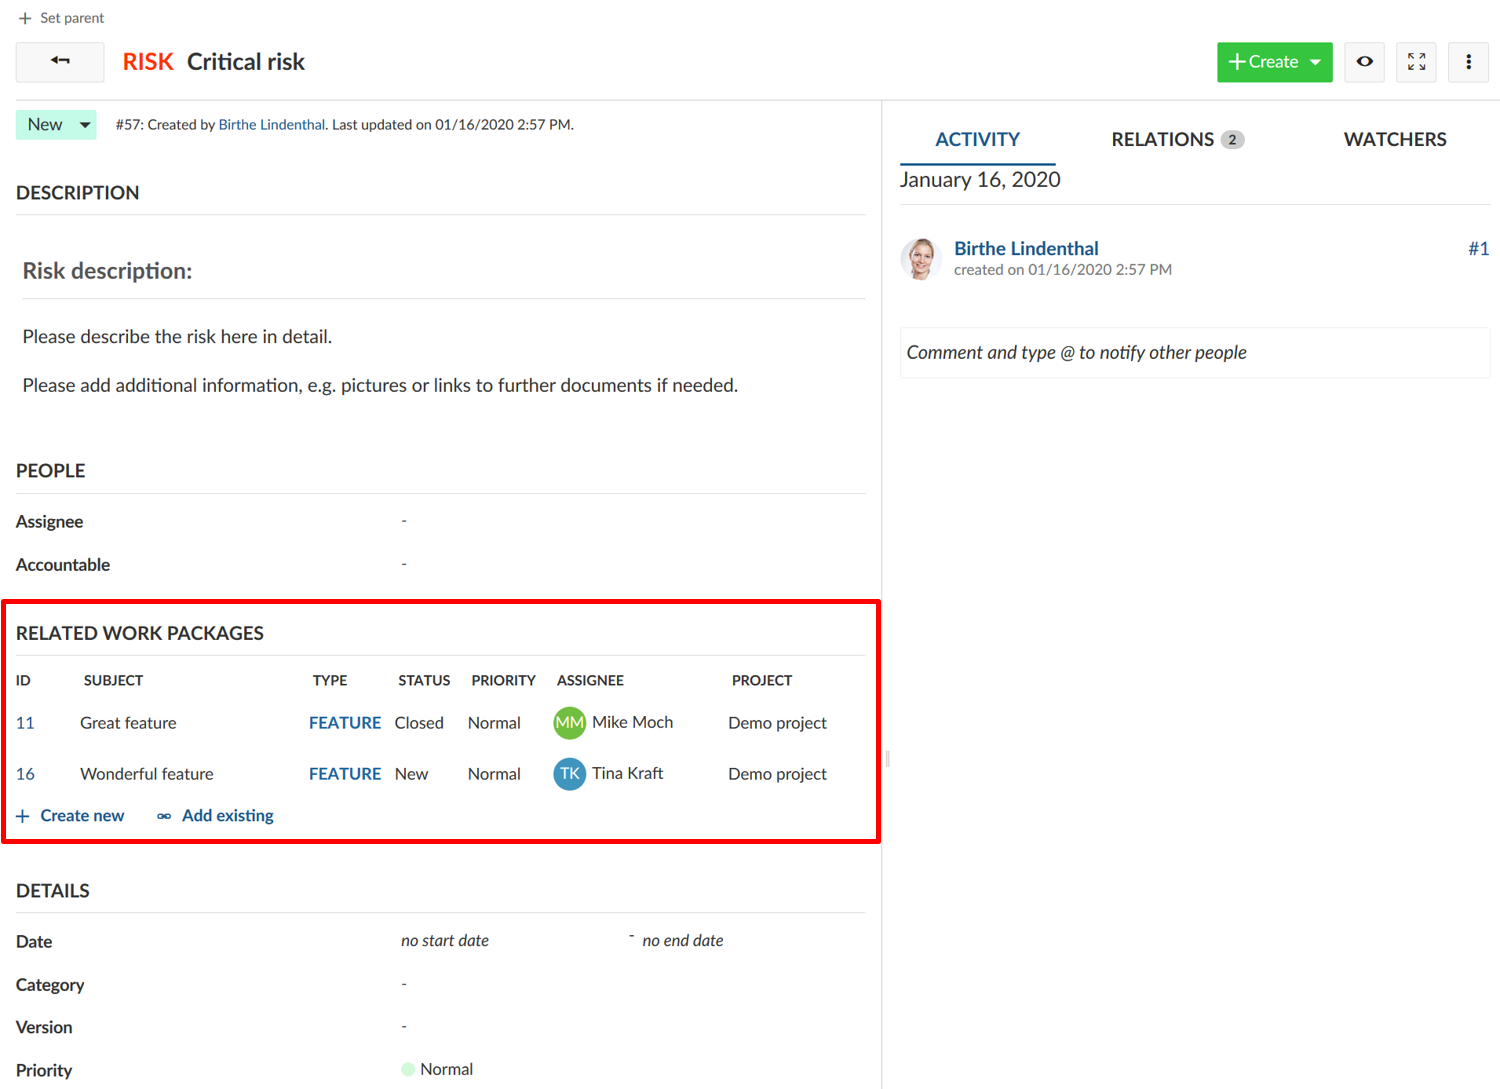 Set parent
RISK Critical risk
Create
New
#57: Created by Birthe Lindenthal. Last updated on 01/16/2020 2:57 PM.
DESCRIPTION
Risk description:
Please describe the risk here in detail.
Please add additional information, e.g. pictures or links to further documents if needed.
PEOPLE
Assignee -
Accountable -
RELATED WORK PACKAGES
ID SUBJECT TYPE STATUS PRIORITY ASSIGNEE PROJECT
11 Great feature FEATURE Closed Normal MM Mike Moch Demo project
16 Wonderful feature FEATURE New Normal TK Tina Kraft Demo project
+ Create new Add existing
DETAILS
Date no start date - no end date
Category -
Version -
Priority Normal
ACTIVITY RELATIONS 2 WATCHERS
January 16, 2020
Birthe Lindenthal #1
created on 01/16/2020 2:57 PM
Comment and type @ to notify other people